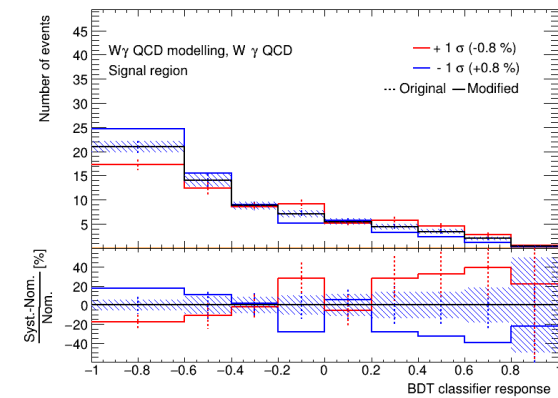 Number of events
45
40
35
30
25
20
15
10
5
Wγ QCD modelling, W γ QCD
Signal region
+ 1 σ (-0.8 %)
- 1 σ (+0.8 %)
Original Modified
Syst.-Nom. [%]
Nom.
40
20
0
−20
−40
−1 −0.8 −0.6 −0.4 −0.2 0 0.2 0.4 0.6 0.8 1
BDT classifier response